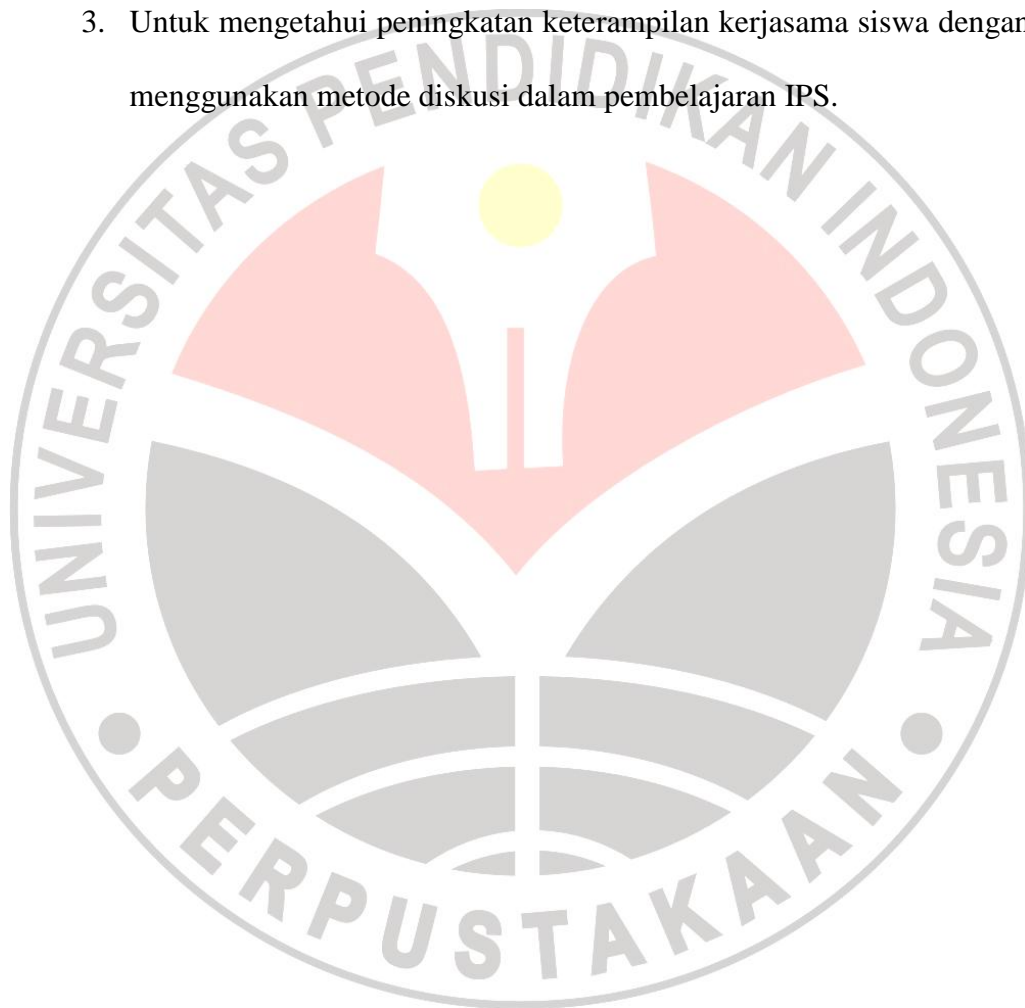 3. Untuk mengetahui peningkatan keterampilan kerjasama siswa dengan
menggunakan metode diskusi dalam pembelajaran IPS.
UNIVERSITAS PENDIDIKAN INDONESIA
PERPUSTAKAAN